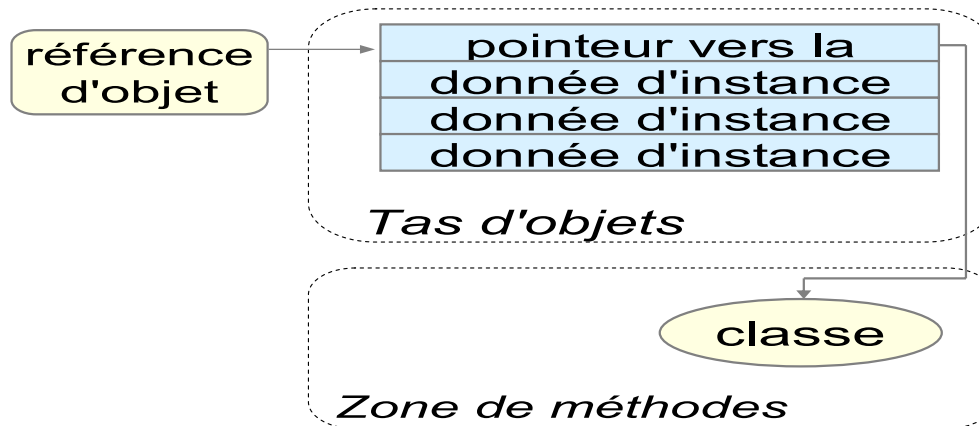 référence
d'objet
pointeur vers la
donnée d'instance
donnée d'instance
donnée d'instance
Tas d'objets
classe
Zone de méthodes